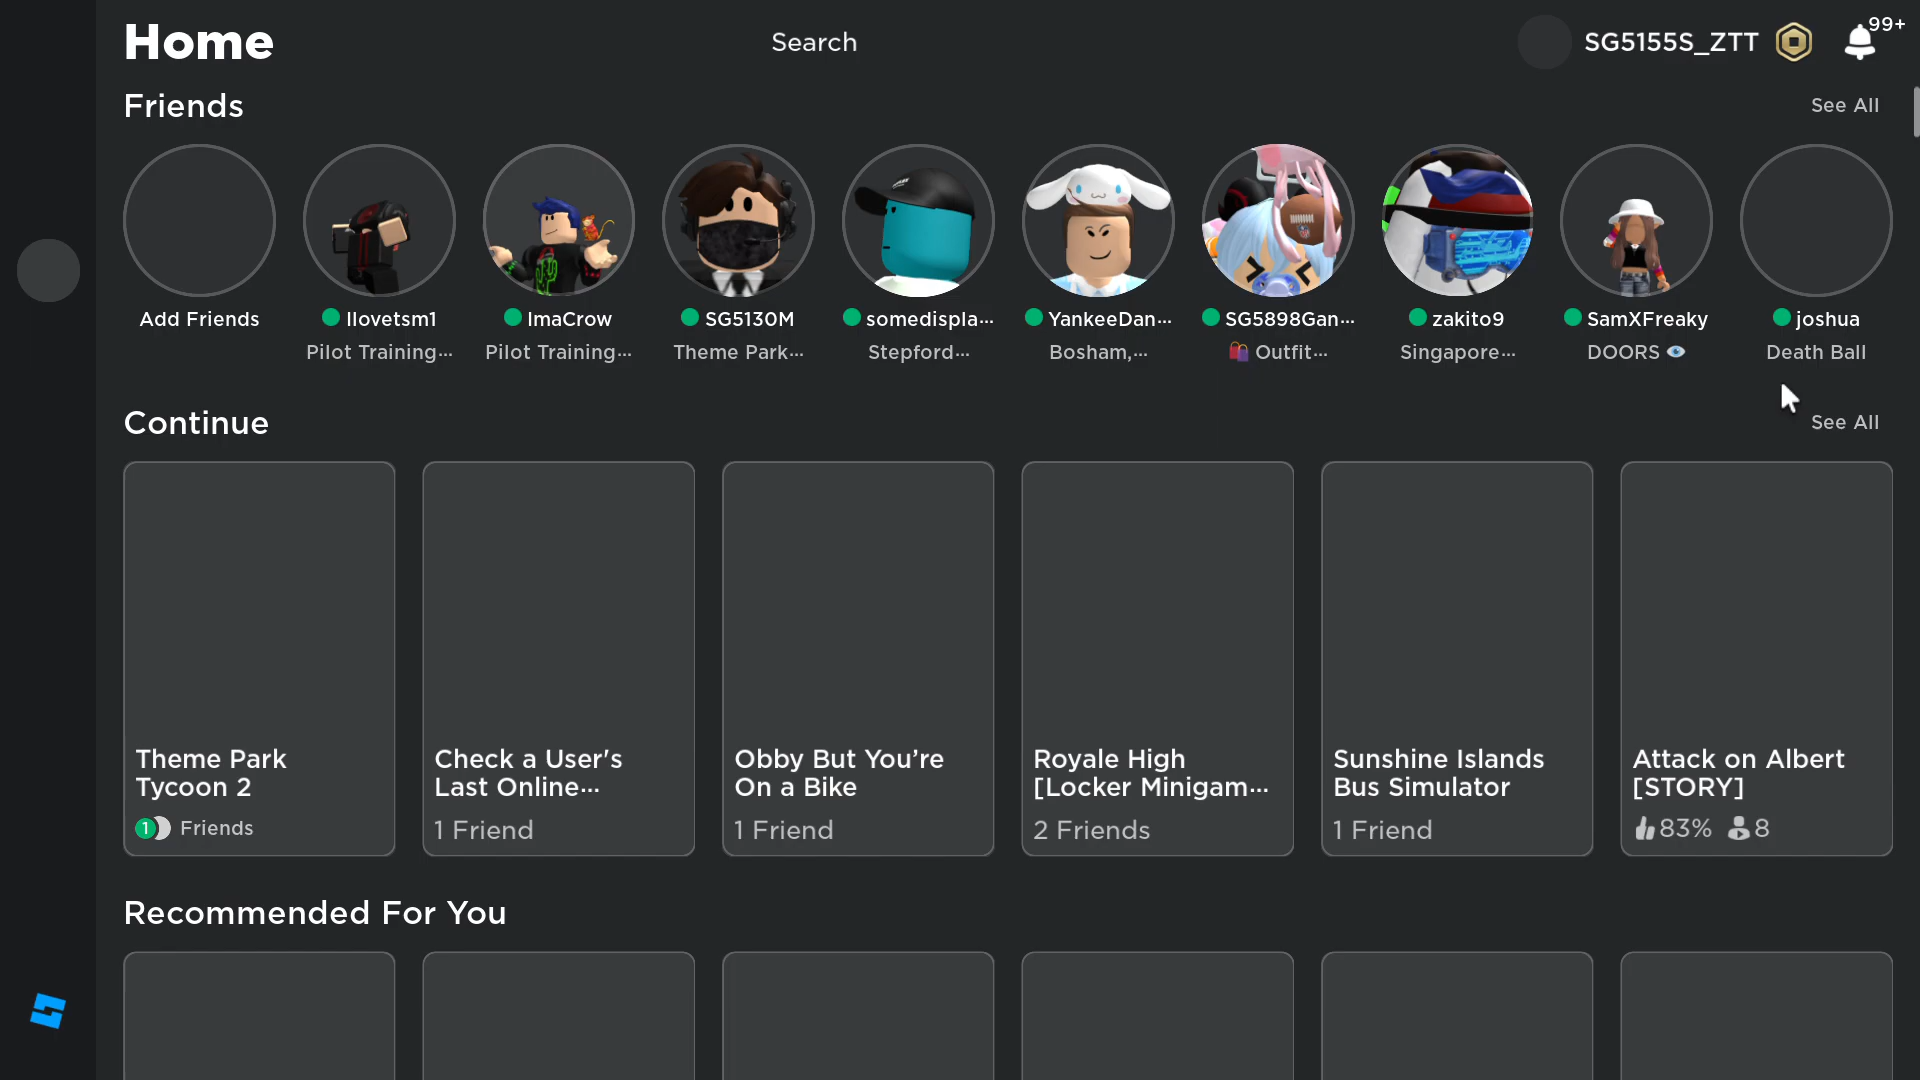 Home
Search
SG5155S_ZTT
99+
Friends
See All
Add Friends
Ilovetsm1
ImaCrow
SG5130M
somedispla...
YankeeDan...
SG5898Gan...
zakito9
SamXFreaky
joshua
Pilot Training...
Pilot Training...
Theme Park...
Stepford...
Bosham,...
🛍️ Outfit...
Singapore...
DOORS 👁️
Death Ball
Continue
See All
Theme Park
Tycoon 2
1 Friends
Check a User's
Last Online...
1 Friend
Obby But You’re
On a Bike
1 Friend
Royale High
[Locker Minigam...
2 Friends
Sunshine Islands
Bus Simulator
1 Friend
Attack on Albert
[STORY]
83% 8
Recommended For You